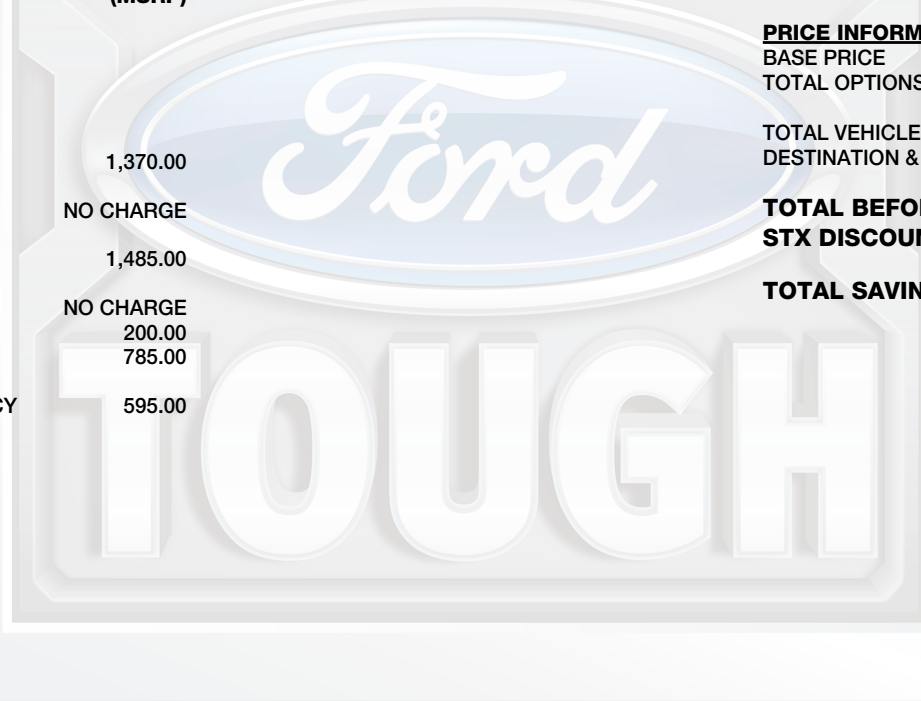 (MSRP)
1,370.00
NO CHARGE
1,485.00
NO CHARGE
200.00
785.00
CY 595.00
PRICE INFORM
BASE PRICE
TOTAL OPTIONS
TOTAL VEHICLE
DESTINATION &
TOTAL BEFO
STX DISCOUN
TOTAL SAVIN
Ford
TOUGH